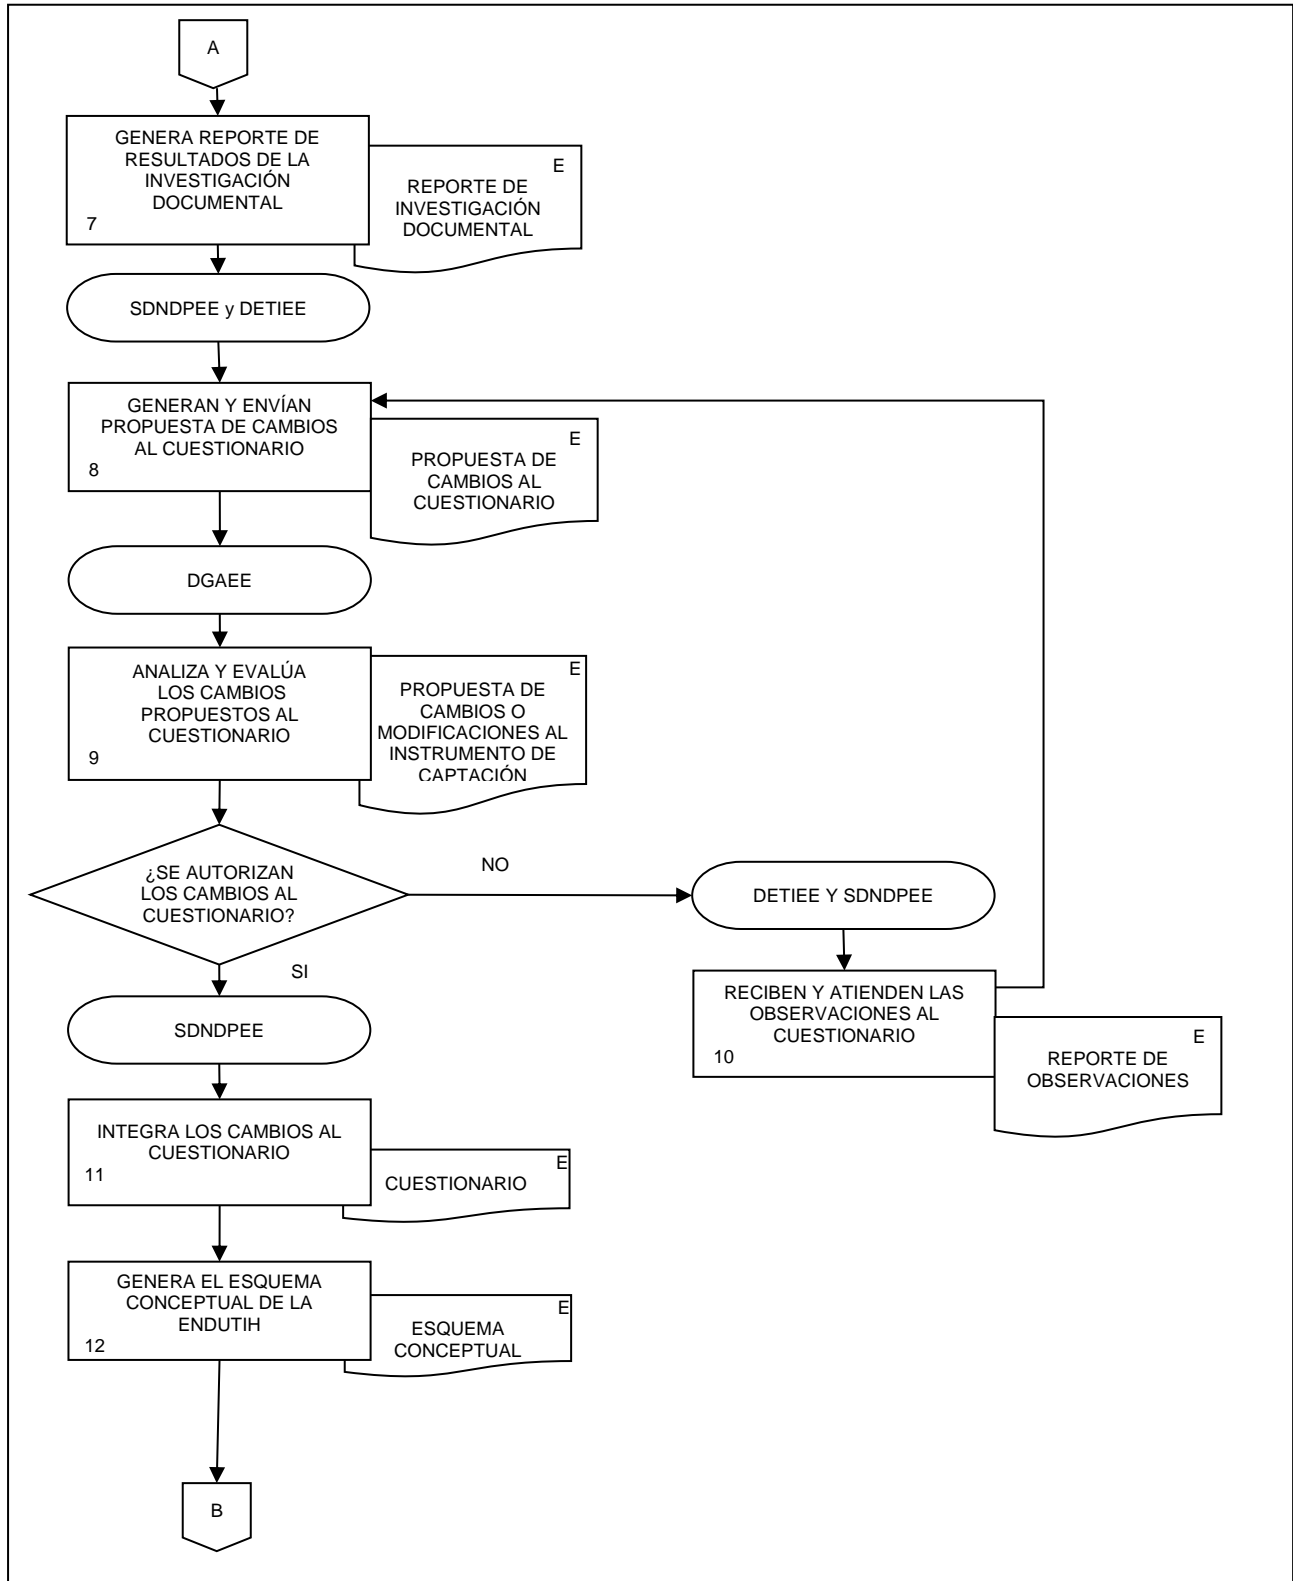 A
GENERA REPORTE DE
RESULTADOS DE LA
INVESTIGACIÓN
DOCUMENTAL
7
E
REPORTE DE
INVESTIGACIÓN
DOCUMENTAL
SDNDPEE y DETIEE
GENERAN Y ENVÍAN
PROPUESTA DE CAMBIOS
AL CUESTIONARIO
8
E
PROPUESTA DE
CAMBIOS AL
CUESTIONARIO
DGAEE
ANALIZA Y EVALÚA
LOS CAMBIOS
PROPUESTOS AL
CUESTIONARIO
9
E
PROPUESTA DE
CAMBIOS O
MODIFICACIONES AL
INSTRUMENTO DE
CAPTACIÓN
¿SE AUTORIZAN
LOS CAMBIOS AL
CUESTIONARIO?
NO
DETIEE Y SDNDPEE
RECIBEN Y ATIENDEN LAS
OBSERVACIONES AL
CUESTIONARIO
10
E
REPORTE DE
OBSERVACIONES
SI
SDNDPEE
INTEGRA LOS CAMBIOS AL
CUESTIONARIO
11
E
CUESTIONARIO
GENERA EL ESQUEMA
CONCEPTUAL DE LA
ENDUTIH
12
E
ESQUEMA
CONCEPTUAL
B